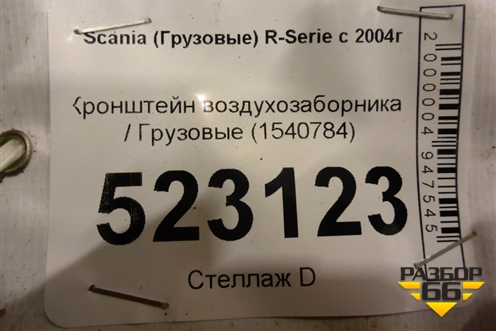 Scania (Грузовые) R-Serie с 2004г
Кронштейн воздухозаборника
/ Грузовые (1540784)
523123
Стеллаж D
2000004947545
РАЗБОР
66